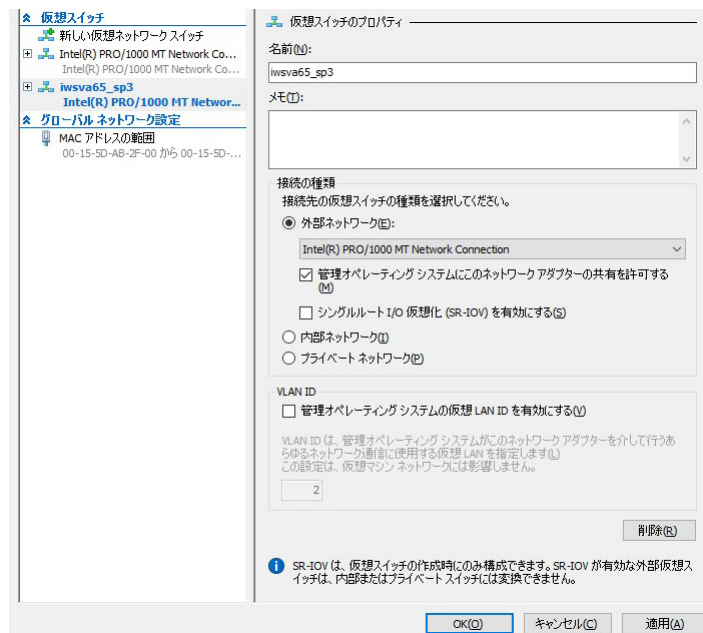 仮想スイッチ
新しい仮想ネットワーク スイッチ
Intel(R) PRO/1000 MT Network Co...
Intel(R) PRO/1000 MT Network Co...
iwsva65_sp3
Intel(R) PRO/1000 MT Networ...
グローバル ネットワーク設定
MAC アドレスの範囲
00-15-5D-AB-2F-00 から 00-15-5D-...
仮想スイッチのプロパティ
名前(N):
iwsva65_sp3
メモ(T):
接続の種類
接続先の仮想スイッチの種類を選択してください。
外部ネットワーク(E):
Intel(R) PRO/1000 MT Network Connection
管理オペレーティング システムにこのネットワーク アダプターの共有を許可する
(M)
シングルルート I/O 仮想化 (SR-IOV) を有効にする(S)
内部ネットワーク(I)
プライベート ネットワーク(P)
VLAN ID
管理オペレーティング システムの仮想 LAN ID を有効にする(V)
VLAN ID は、管理オペレーティング システムがこのネットワーク アダプターを介して行うあ
らゆるネットワーク通信に使用する仮想 LAN を指定します(L)
この設定は、仮想マシン ネットワークには影響しません。
2
削除(R)
SR-IOV は、仮想スイッチの作成時にのみ構成できます。SR-IOV が有効な外部仮想ス
イッチは、内部またはプライベート スイッチには変換できません。
OK(O)
キャンセル(C)
適用(A)